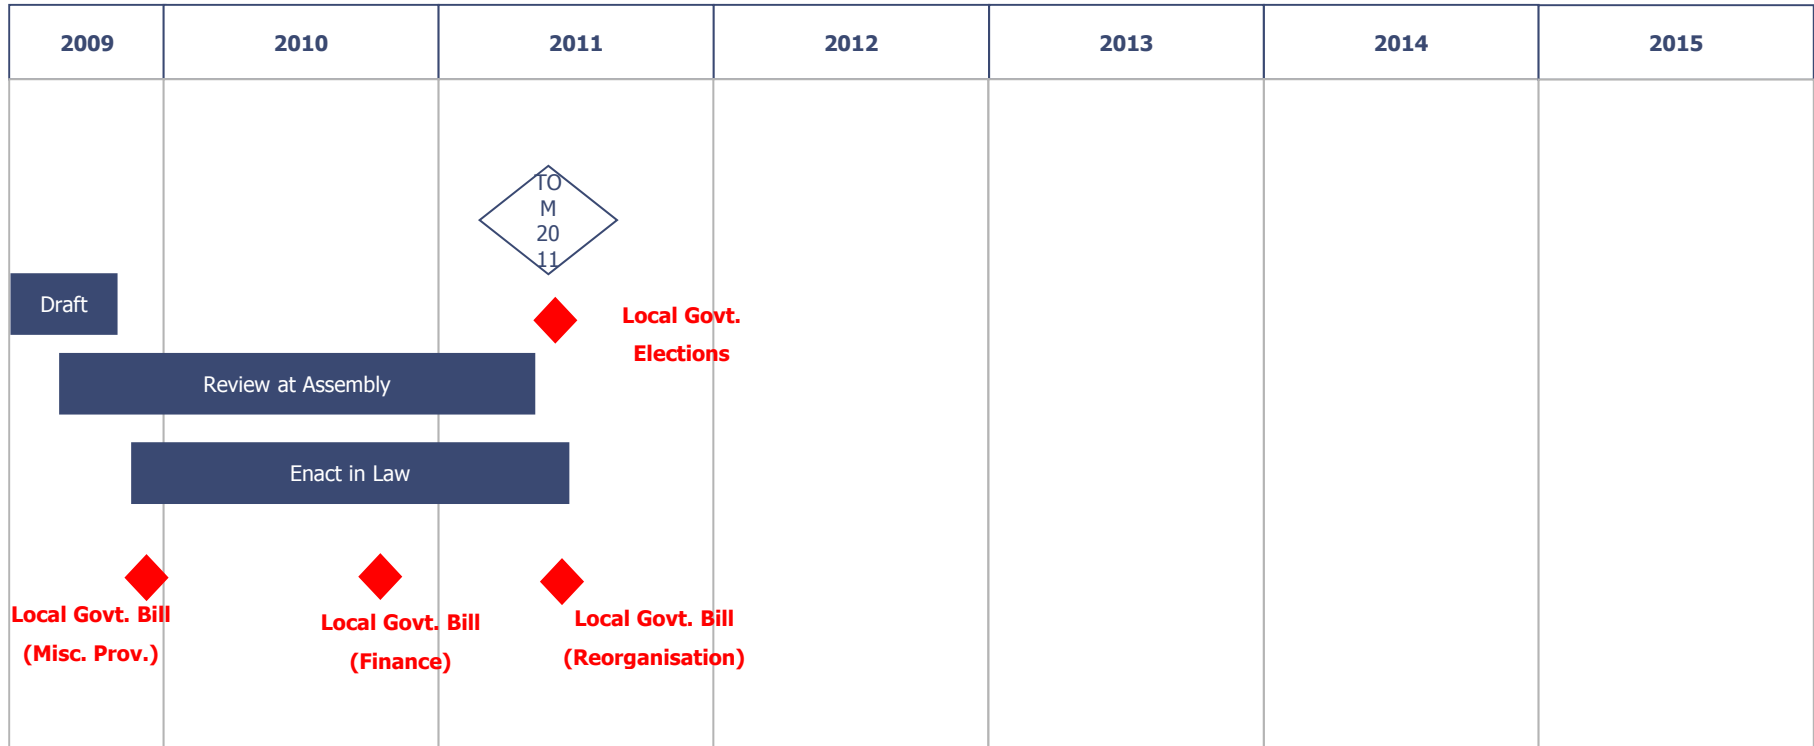 2009 2010 2011 2012 2013 2014 2015
TO
M
20
11
Draft
Local Govt.
Elections
Review at Assembly
Enact in Law
Local Govt. Bill
(Misc. Prov.)
Local Govt. Bill
(Finance)
Local Govt. Bill
(Reorganisation)